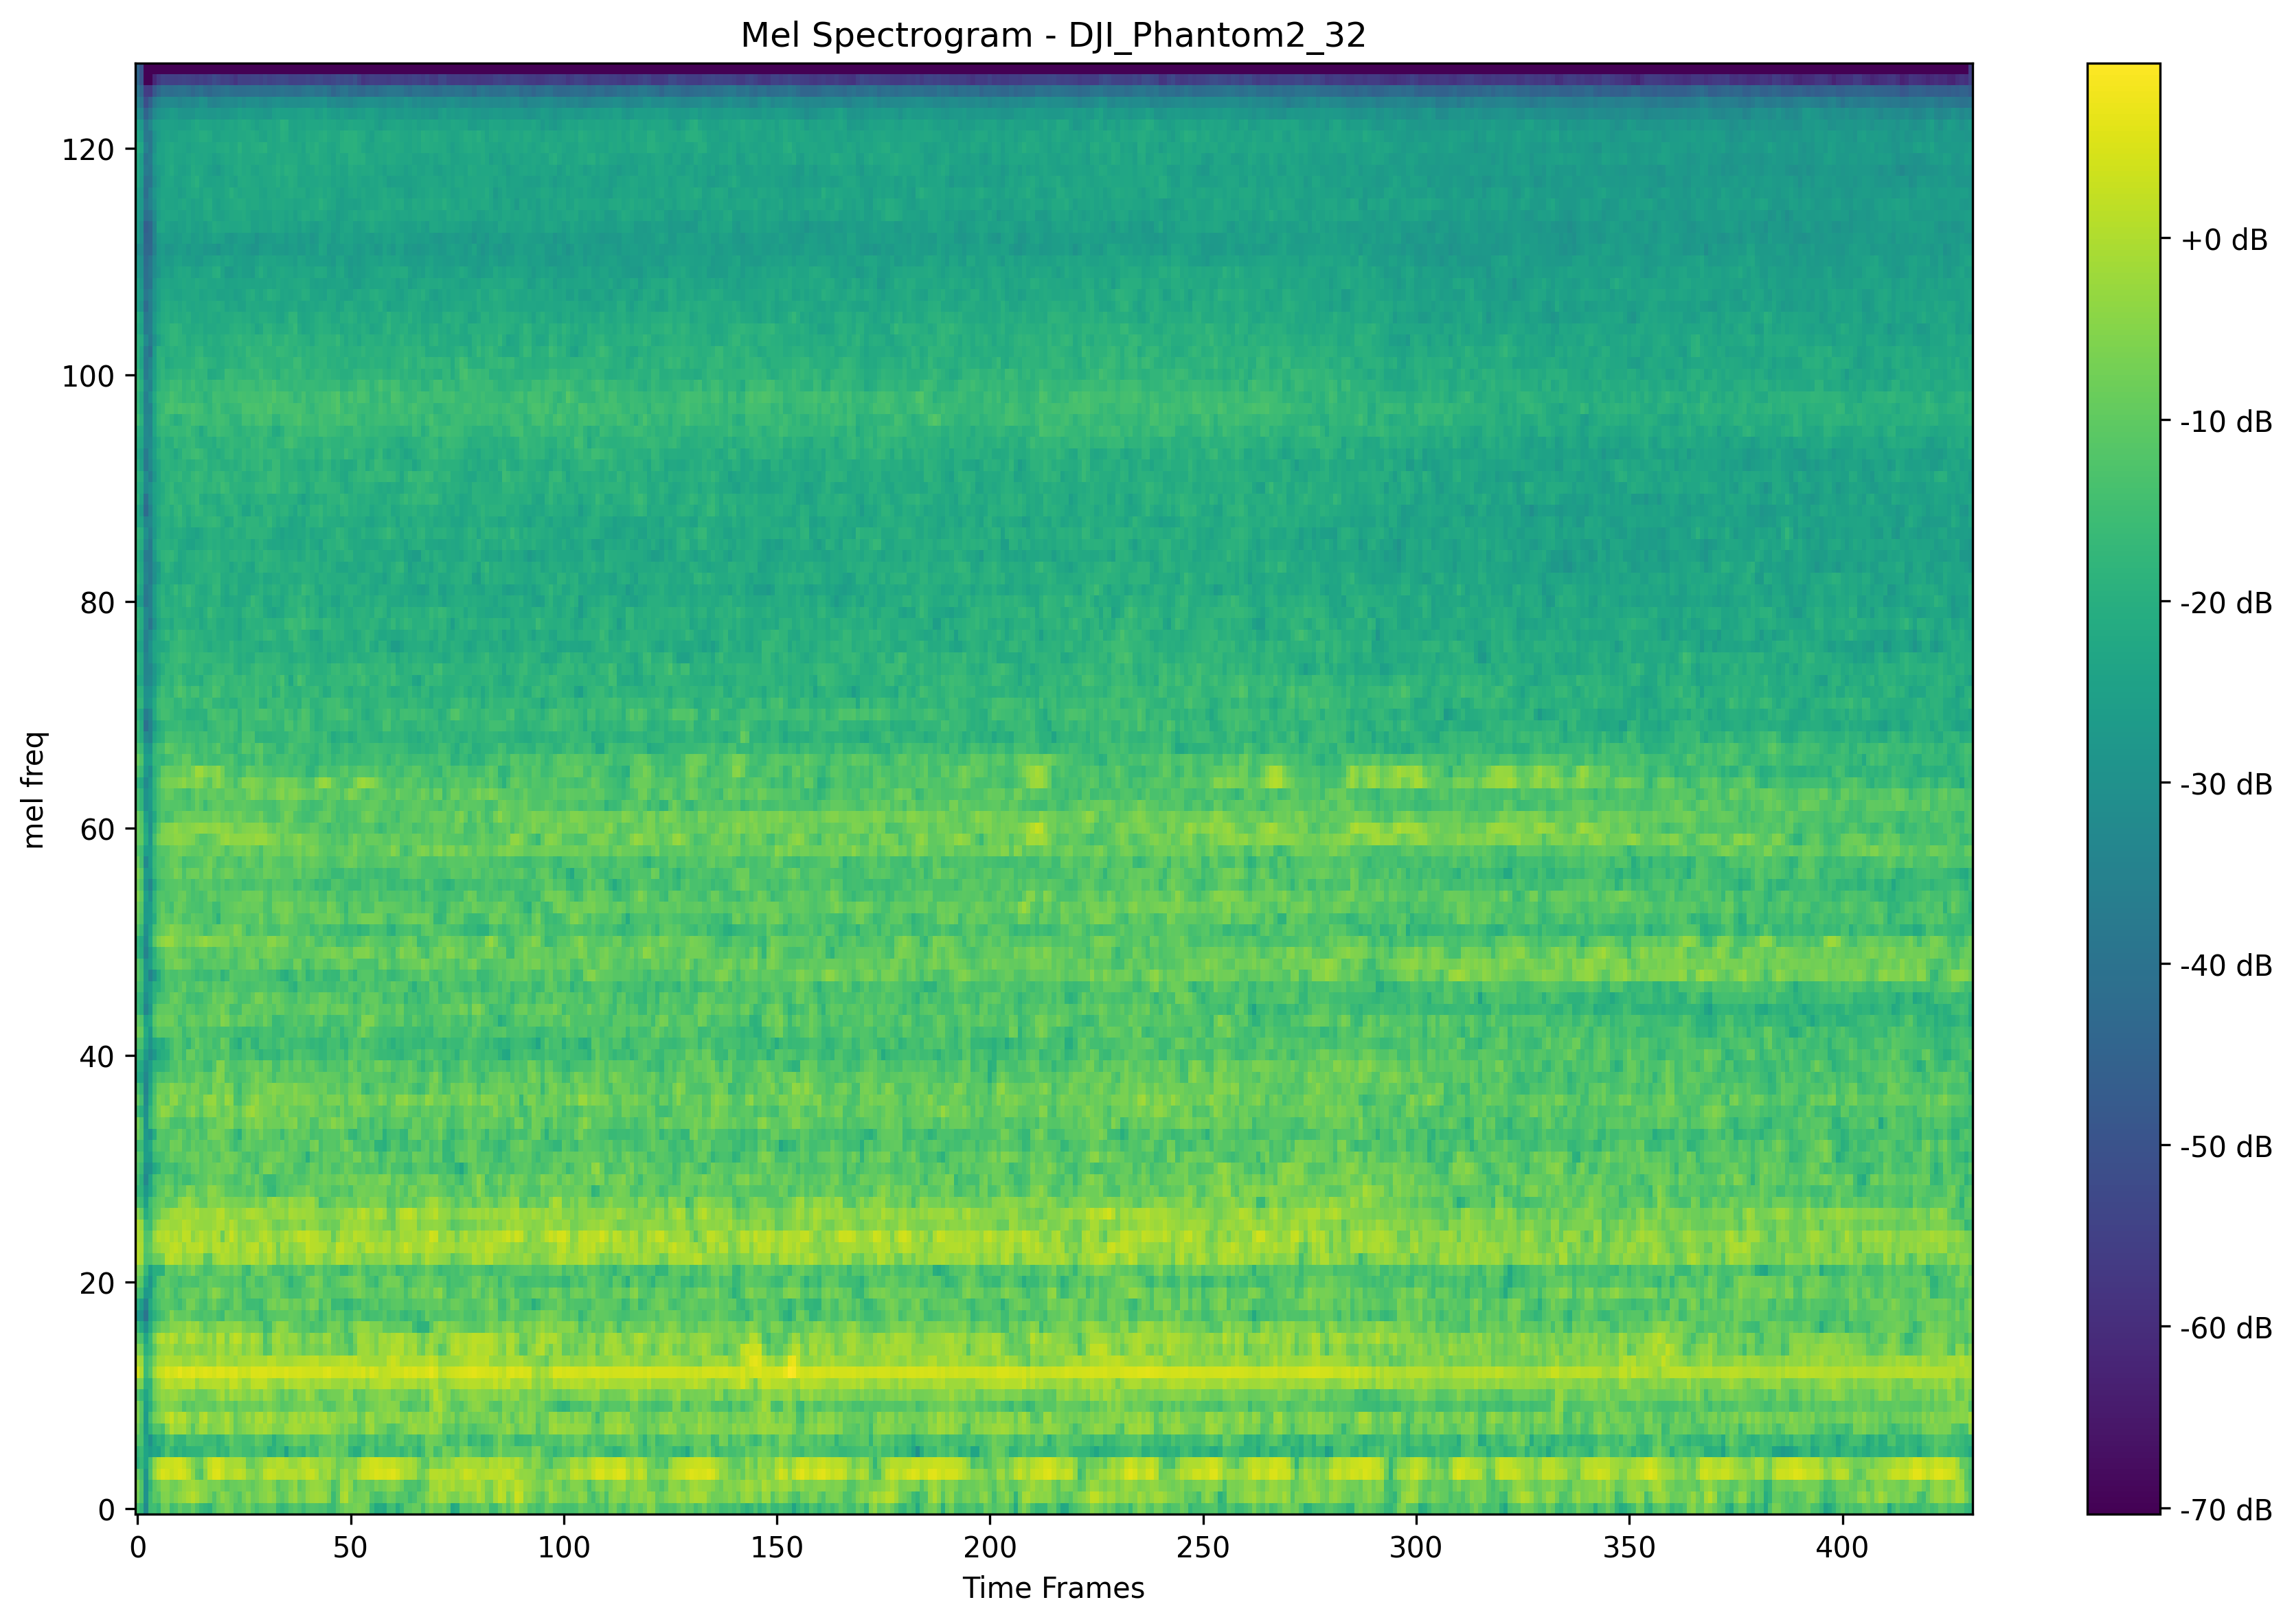 Mel Spectrogram - DJI_Phantom2_32
mel freq
120
100
80
60
40
20
0
0 50 100 150 200 250 300 350 400
Time Frames
+0 dB
-10 dB
-20 dB
-30 dB
-40 dB
-50 dB
-60 dB
-70 dB